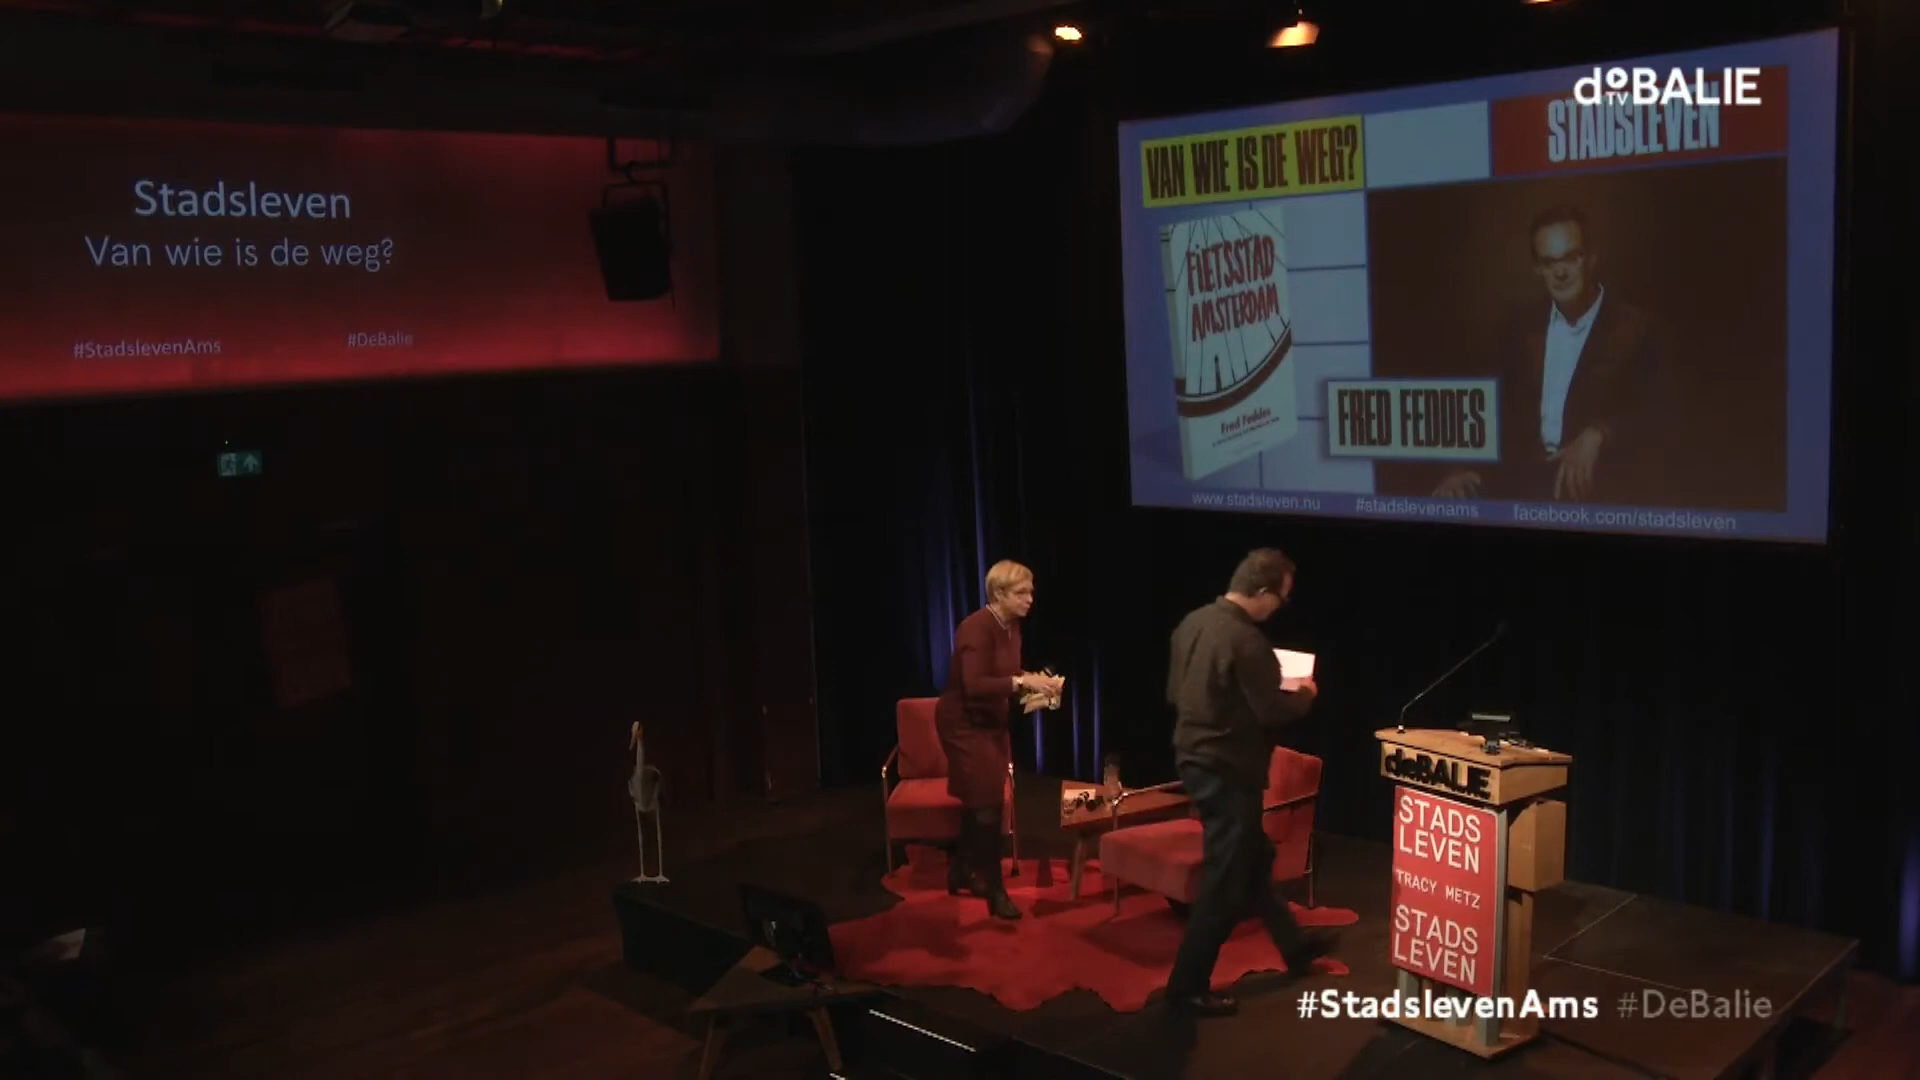 Stadsleven
Van wie is de weg?
#StadslevenAms
#DeBalie
deBALIE
TV
STADSLEVEN
VAN WIE IS DE WEG?
FIETSSTAD
AMSTERDAM
Fred Feddes
FRED FEDDES
www.stadsleven.nu
#stadslevenams
facebook.com/stadsleven
deBALIE
STADS
LEVEN
TRACY METZ
STADS
LEVEN
#StadslevenAms #DeBalie